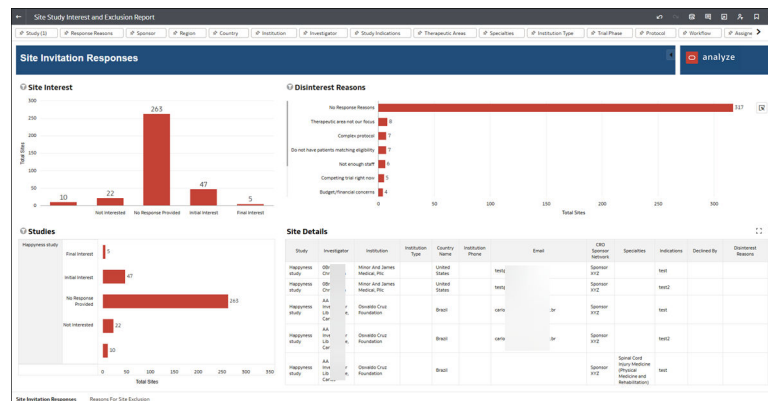 Site Study Interest and Exclusion Report
Study (1)
Response Reasons
Sponsor
Region
Country
Institution
Investigator
Study Indications
Therapeutic Areas
Specialties
Institution Type
Trial Phase
Protocol
Workflow
Assigne
Site Invitation Responses
analyze
Site Interest
300
250
200
150
100
50
0
Total Sites
10
22
263
47
5
Not Interested
No Response Provided
Initial Interest
Final Interest
Disinterest Reasons
No Response Reasons
Therapeutic area not our focus
Complex protocol
Do not have patients matching eligibility
Not enough staff
Competing trial right now
Budget/financial concerns
317
8
7
7
6
5
4
0 50 100 150 200 250 300
Total Sites
Studies
Happyness study
Final Interest
5
Initial Interest
47
No Response
Provided
263
Not Interested
22
10
0 50 100 150 200 250 300 350
Total Sites
Site Details
Study Investigator Institution Institution Type Country Name Institution Phone Email CRO Sponsor Network Specialties Indications Declined By Disinterest Reasons
Happyness study Minor And James Medical, Pllc United States Sponsor XYZ test
Happyness study Minor And James Medical, Pllc United States Sponsor XYZ test2
Happyness study AA Oswaldo Cruz Foundation Brazil Sponsor XYZ test
Happyness study AA Oswaldo Cruz Foundation Brazil Sponsor XYZ test2
Happyness study AA Oswaldo Cruz Foundation Brazil Sponsor XYZ Spinal Cord Injury Medicine (Physical Medicine and Rehabilitation) test
Site Invitation Responses
Reasons For Site Exclusion